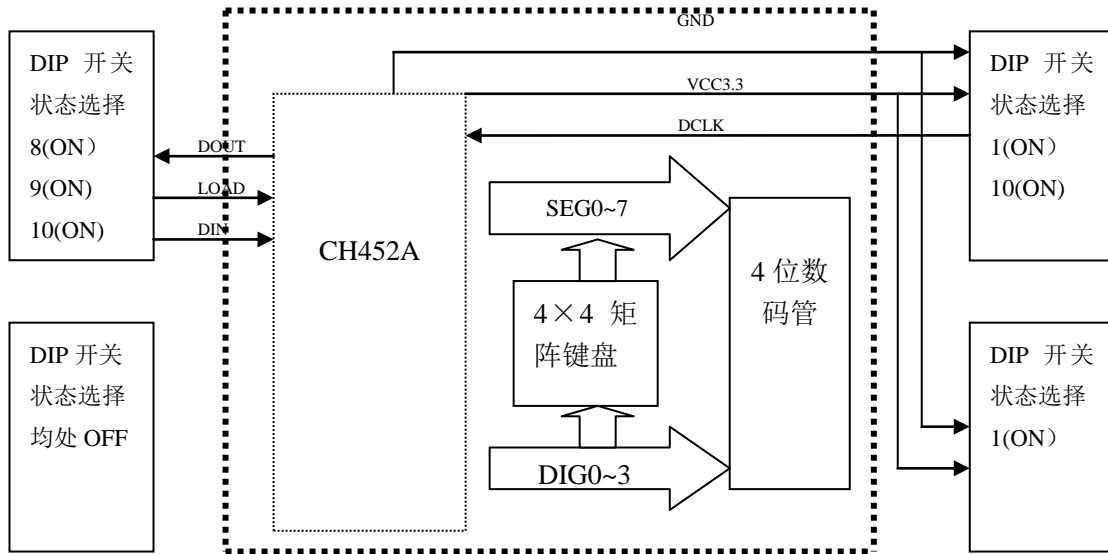 DIP 开关
状态选择
8(ON）
9(ON)
10(ON)
DIP 开关
状态选择
均处 OFF
GND
VCC3.3
DCLK
DOUT
LOAD
DIN
CH452A
SEG0~7
4×4 矩
阵键盘
DIG0~3
4 位数
码管
DIP 开关
状态选择
1(ON）
10(ON)
DIP 开关
状态选择
1(ON）